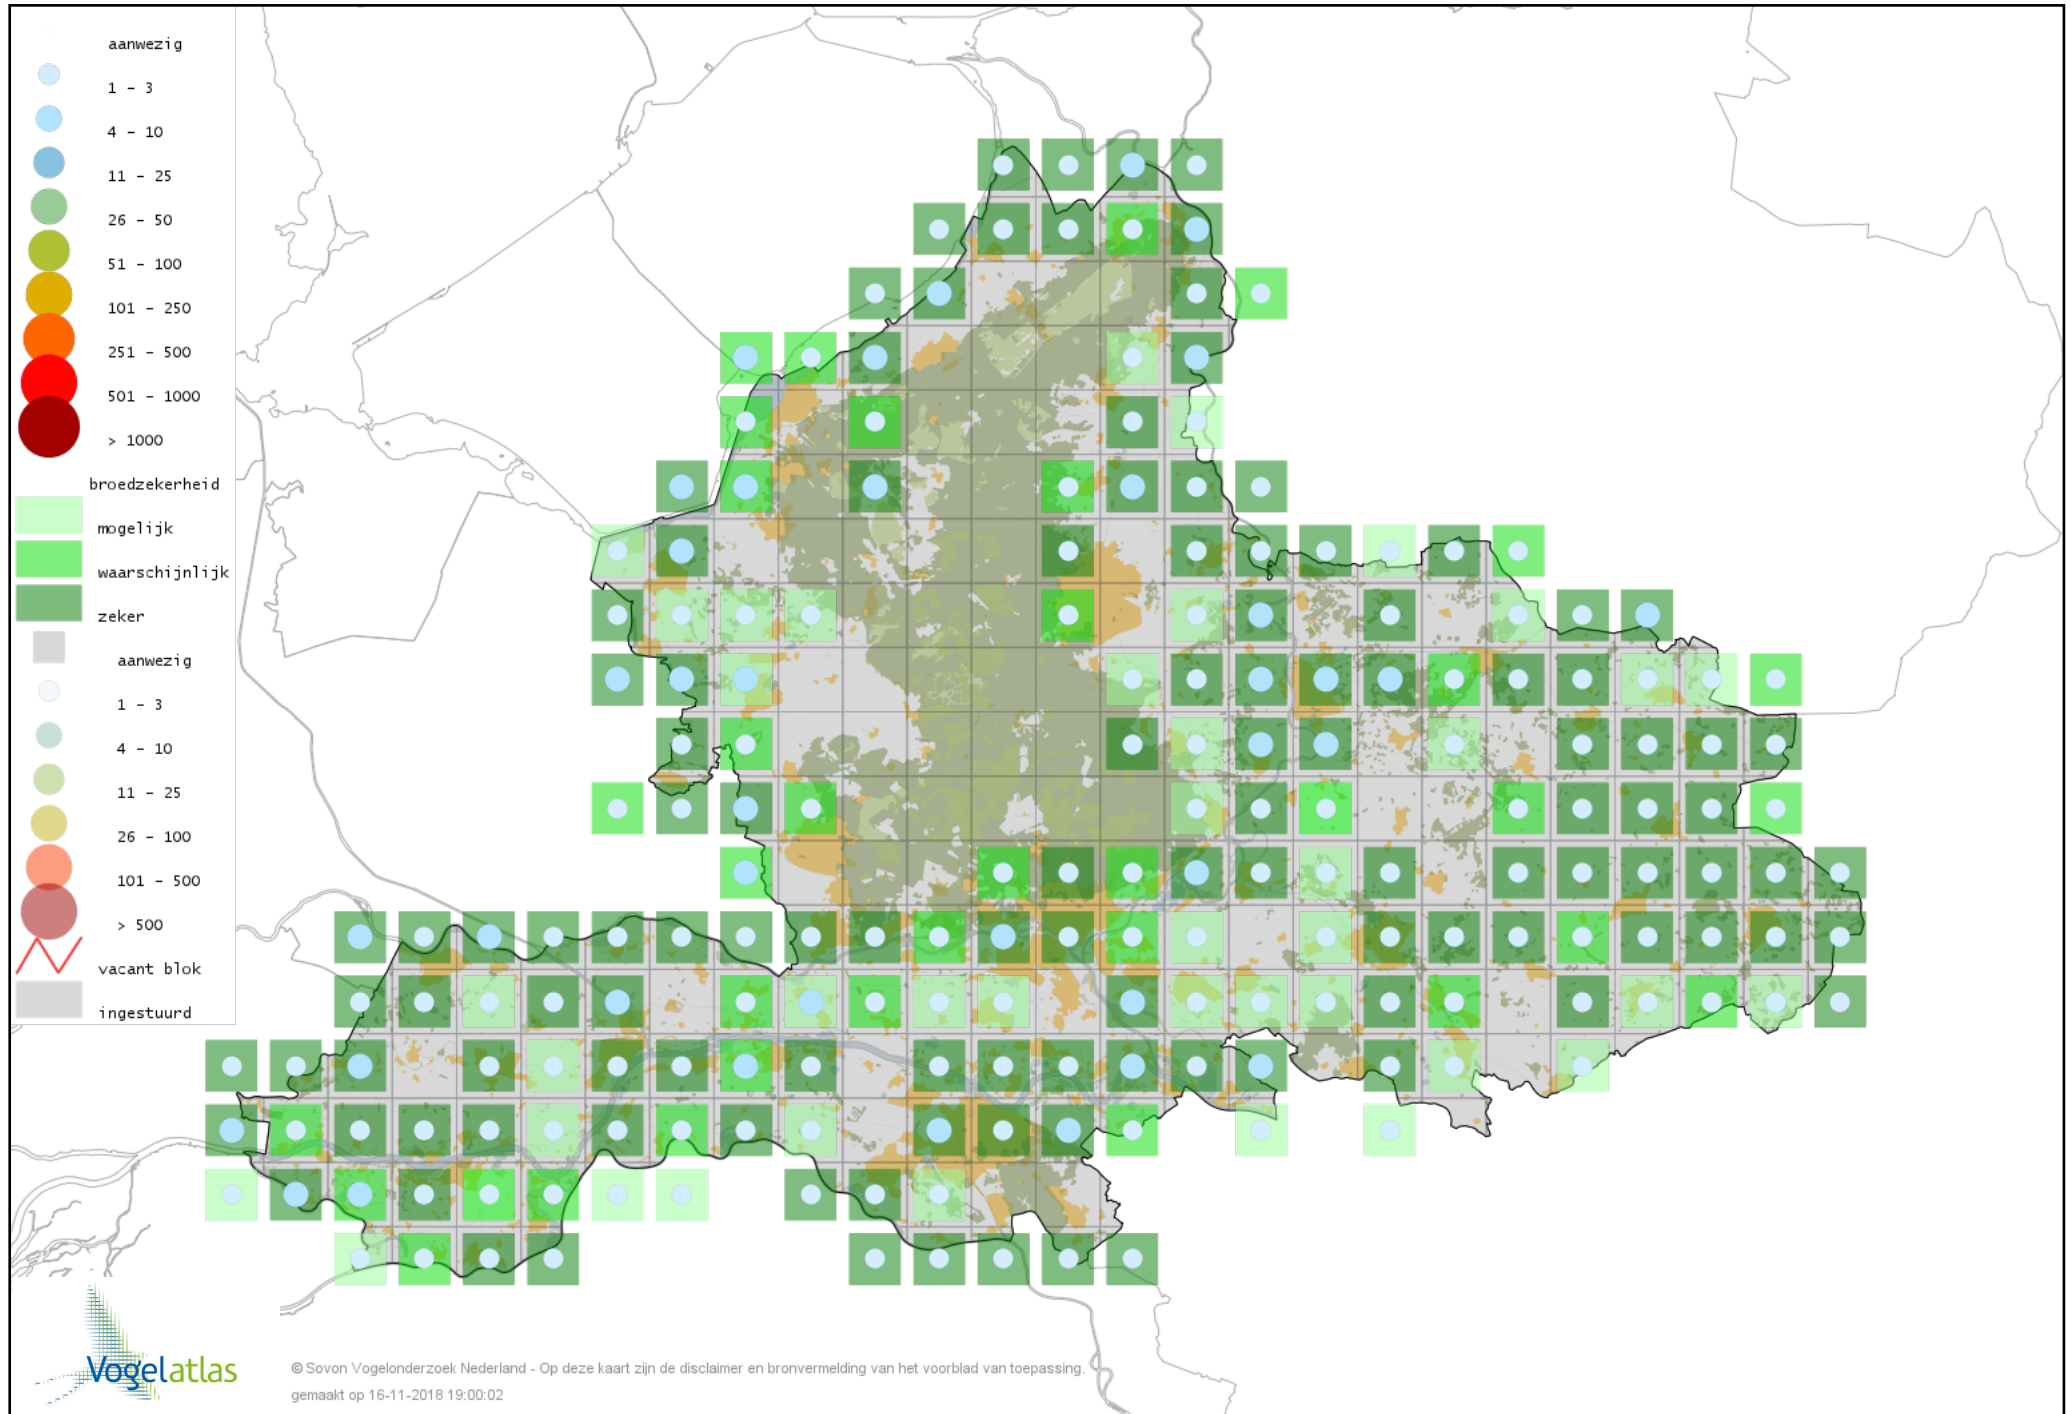 aanwezig
1 - 3
4 - 10
11 - 25
26 - 50
51 - 100
101 - 250
251 - 500
501 - 1000
> 1000
broedzekerheid
mogelijk
waarschijnlijk
zeker
aanwezig
1 - 3
4 - 10
11 - 25
26 - 100
101 - 500
> 500
vacant blok
ingestuurd
Vogelatlas
© Sovon Vogelonderzoek Nederland - Op deze kaart zijn de disclaimer en bronvermelding van het voorblad van toepassing.
gemaakt op 16-11-2018 19:00:02